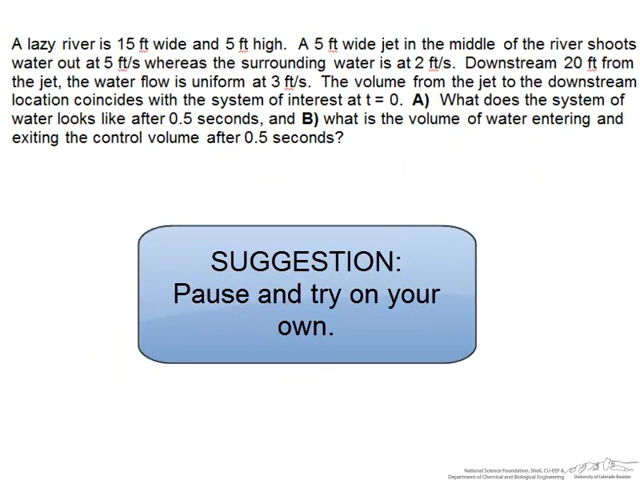 A lazy river is 15 ft wide and 5 ft high. A 5 ft wide jet in the middle of the river shoots
water out at 5 ft/s whereas the surrounding water is at 2 ft/s. Downstream 20 ft from
the jet, the water flow is uniform at 3 ft/s. The volume from the jet to the downstream
location coincides with the system of interest at t = 0. A) What does the system of
water looks like after 0.5 seconds, and B) what is the volume of water entering and
exiting the control volume after 0.5 seconds?
SUGGESTION:
Pause and try on your
own.
National Science Foundation, Shell, CU-EEF &
Department of Chemical and Biological Engineering
University of Colorado Boulder